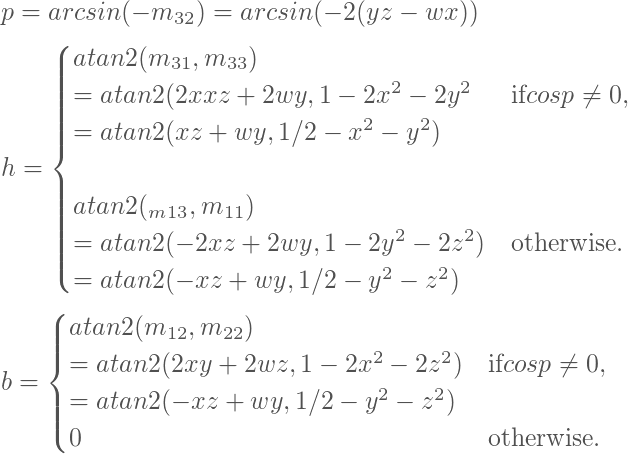 p = arcsin(−m₃₂) = arcsin(−2(yz − wx))
atan2(m₃₁, m₃₃)
= atan2(2xxz + 2wy, 1 − 2x² − 2y² if cosp ≠ 0,
= atan2(xz + wy, 1/2 − x² − y²)
h =
atan2(ₘ₁₃, m₁₁)
= atan2(−2xz + 2wy, 1 − 2y² − 2z²) otherwise.
= atan2(−xz + wy, 1/2 − y² − z²)
atan2(m₁₂, m₂₂)
= atan2(2xy + 2wz, 1 − 2x² − 2z²) if cosp ≠ 0,
b =
= atan2(−xz + wy, 1/2 − y² − z²)
0 otherwise.